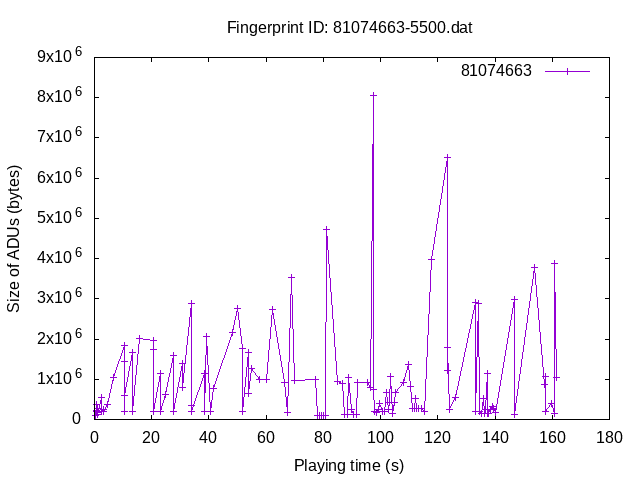 Fingerprint ID: 81074663-5500.dat
81074663
Size of ADUs (bytes)
9x10^6
8x10^6
7x10^6
6x10^6
5x10^6
4x10^6
3x10^6
2x10^6
1x10^6
0
0 20 40 60 80 100 120 140 160 180
Playing time (s)